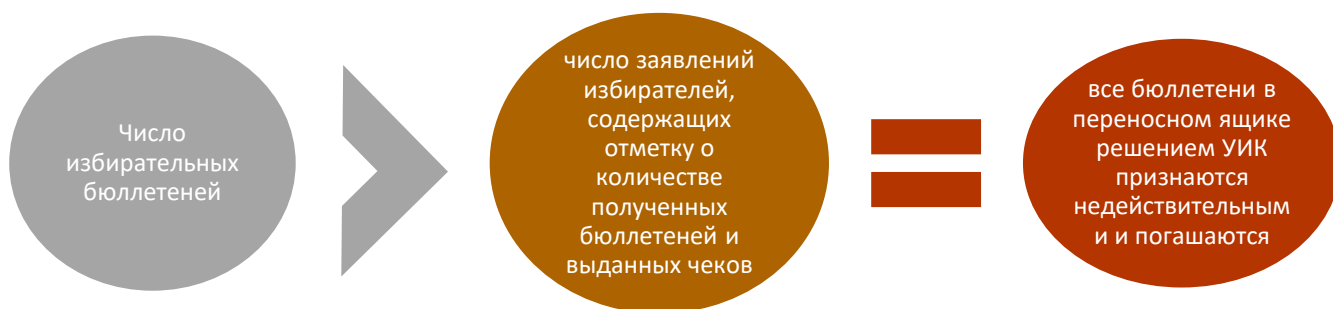 Число
избирательных
бюллетеней
число заявлений
избирателей,
содержащих
отметку о
количестве
полученных
бюллетеней и
выданных чеков
все бюллетени в
переносном ящике
решением УИК
признаются
недействительным
и и погашаются